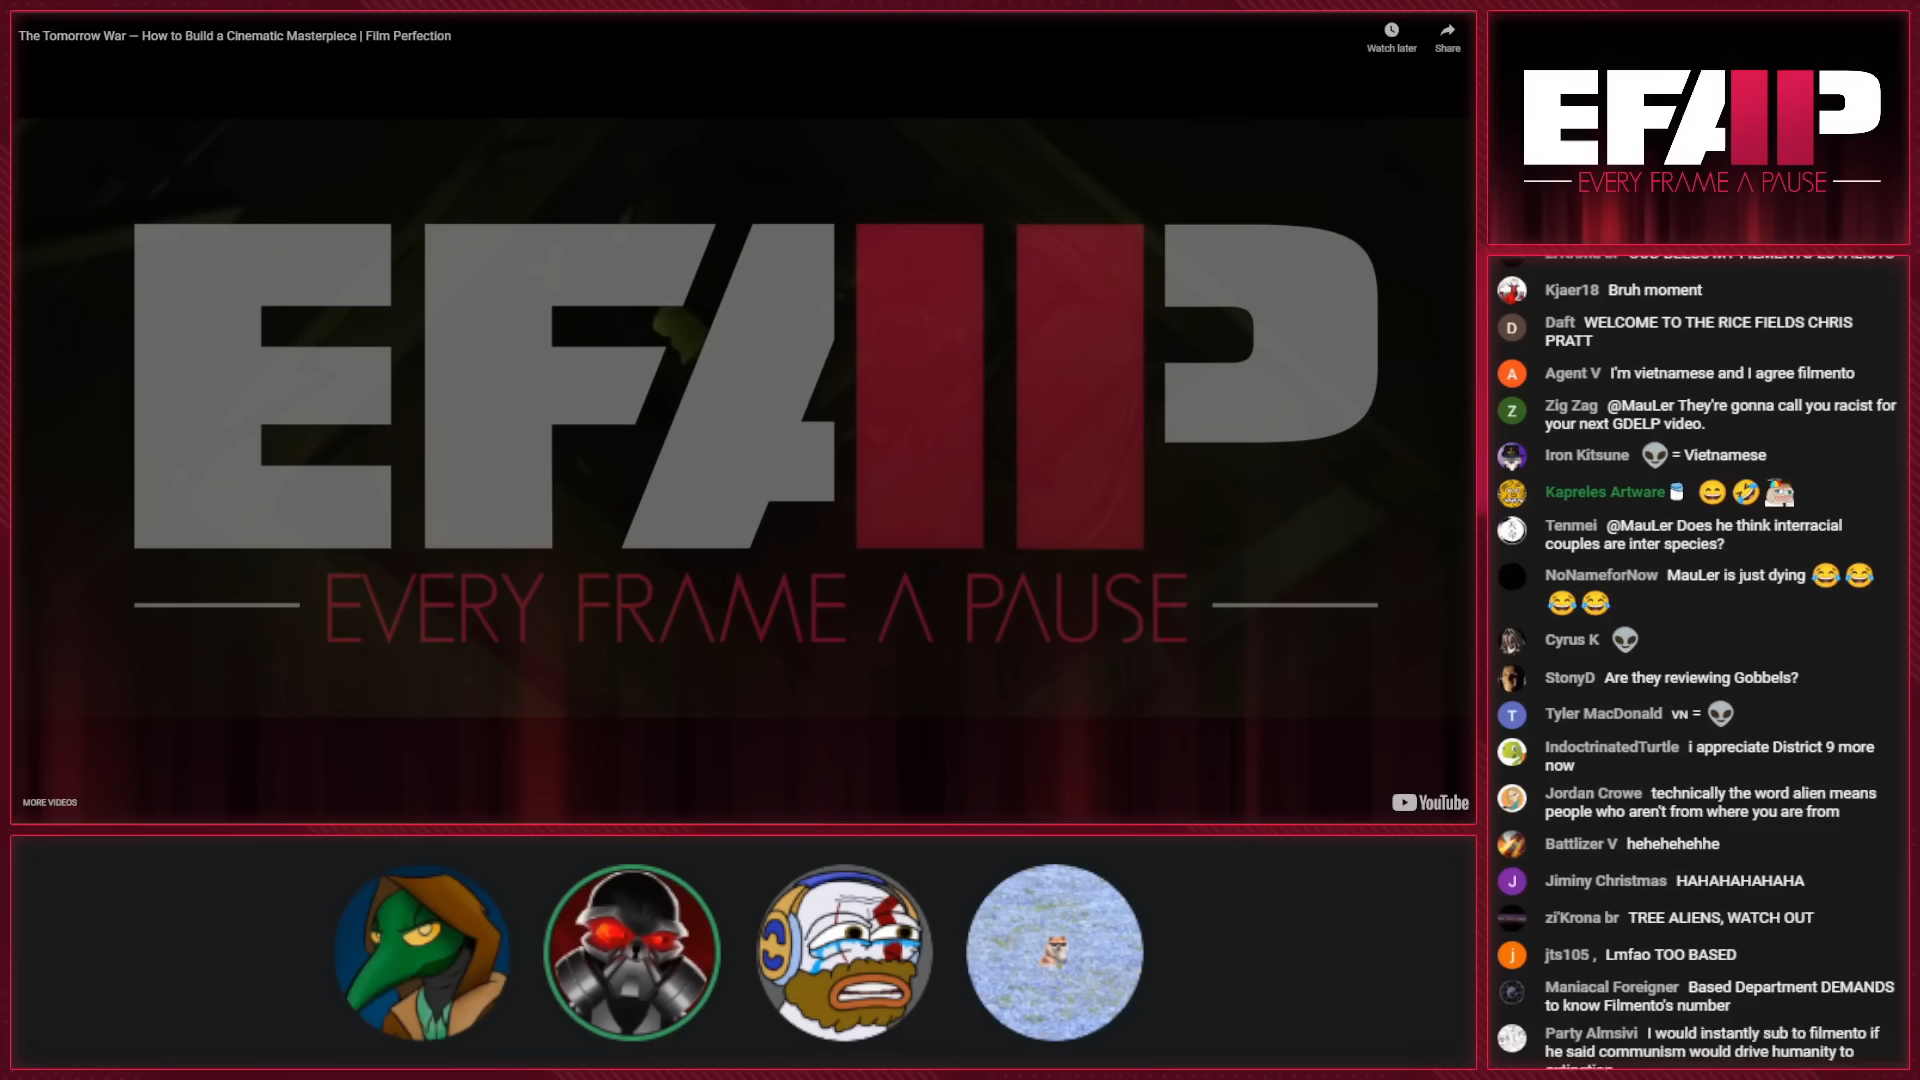 The Tomorrow War — How to Build a Cinematic Masterpiece | Film Perfection
Watch later
Share
EFAP
EVERY FRAME A PAUSE
MORE VIDEOS
YouTube
EFAP
EVERY FRAME A PAUSE
Kjaer18 Bruh moment
Daft WELCOME TO THE RICE FIELDS CHRIS
PRATT
A
Agent V I'm vietnamese and I agree filmento
Z
Zig Zag @MauLer They're gonna call you racist for
your next GDELP video.
Iron Kitsune 👽 = Vietnamese
Kapreles Artware 😄 🤣
Tenmei @MauLer Does he think interracial
couples are inter species?
NoNameforNow MauLer is just dying 😂 😂
😂 😂
Cyrus K 👽
StonyD Are they reviewing Gobbels?
T
Tyler MacDonald VN = 👽
IndoctrinatedTurtle i appreciate District 9 more
now
Jordan Crowe technically the word alien means
people who aren't from where you are from
Battlizer V hehehehehhe
J
Jiminy Christmas HAHAHAHAHAHA
zi'Krona br TREE ALIENS, WATCH OUT
j
jts105 , Lmfao TOO BASED
Maniacal Foreigner Based Department DEMANDS
to know Filmento's number
Party Almsivi I would instantly sub to filmento if
he said communism would drive humanity to